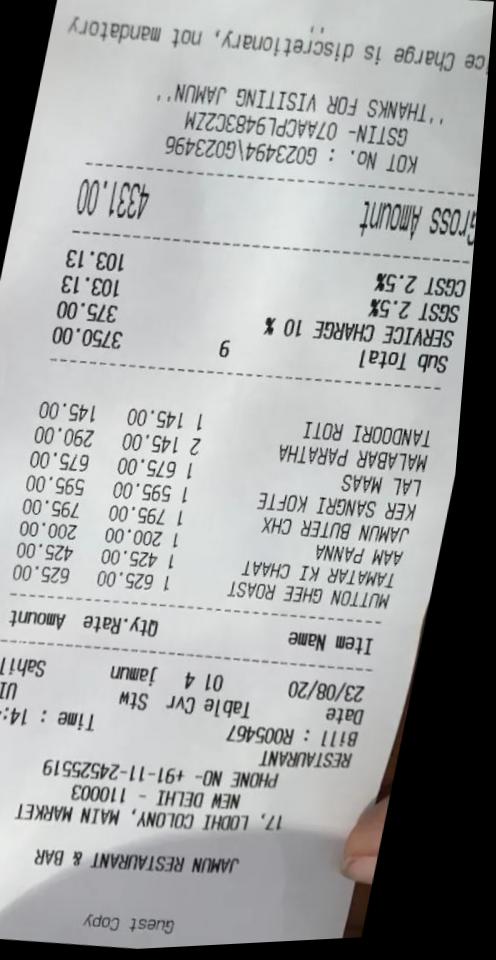 Guest Copy
JAMUN RESTAURANT & BAR
17, LODHI COLONY, MAIN MARKET
NEW DELHI - 110003
PHONE NO- +91-11-24525519
RESTAURANT
Bill : R005467 Time : 14:
Date Table Cvr Stw UI
23/08/20 01 4 jamun Sahil
Item Name Qty.Rate Amount
MUTTON GHEE ROAST 1 625.00 625.00
TAMATAR KI CHAAT 1 425.00 425.00
AAM PANNA 1 200.00 200.00
JAMUN BUTER CHX 1 795.00 795.00
KER SANGRI KOFTE 1 595.00 595.00
LAL MAAS 1 675.00 675.00
MALABAR PARATHA 2 145.00 290.00
TANDOORI ROTI 1 145.00 145.00
Sub Total 9 3750.00
SERVICE CHARGE 10 % 375.00
SGST 2.5% 103.13
CGST 2.5% 103.13
Gross Amount 4331.00
KOT No. : G023494\G023496
GSTIN- 07AACPL9483C2ZM
''THANKS FOR VISITING JAMUN''
ice Charge is discretionary, not mandatory
''